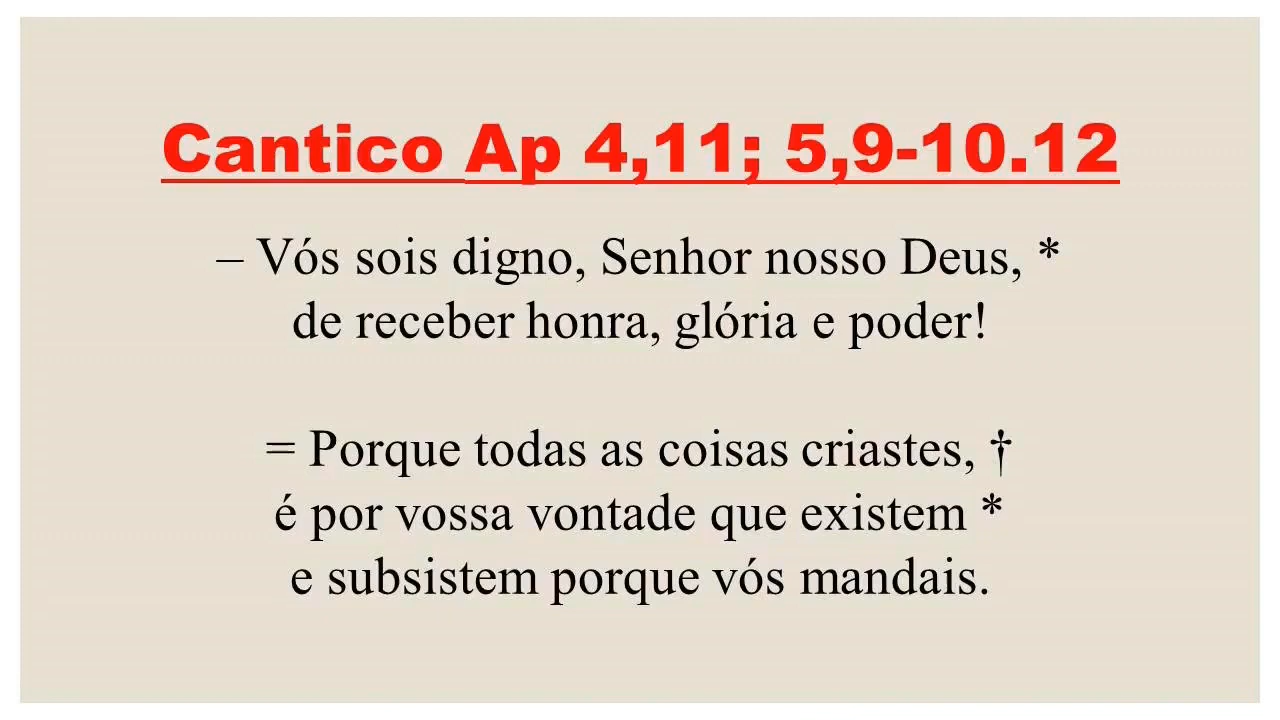 Cantico Ap 4,11; 5,9-10.12
– Vós sois digno, Senhor nosso Deus, *
de receber honra, glória e poder!
= Porque todas as coisas criastes, †
é por vossa vontade que existem *
e subsistem porque vós mandais.